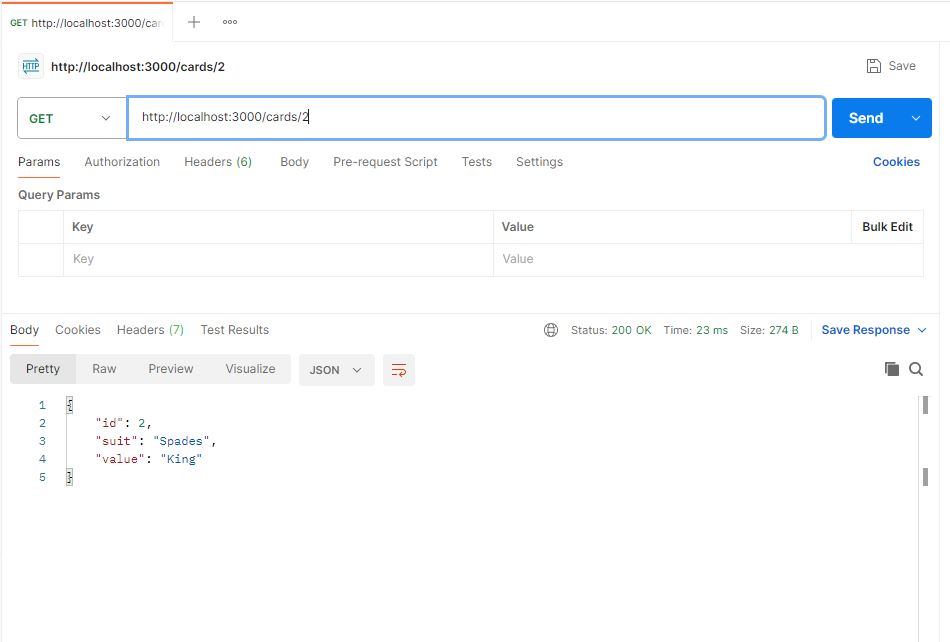 GET http://localhost:3000/car
HTTP http://localhost:3000/cards/2 Save
GET http://localhost:3000/cards/2 Send
Params Authorization Headers (6) Body Pre-request Script Tests Settings Cookies
Query Params
Key Value Bulk Edit
Key Value
Body Cookies Headers (7) Test Results Status: 200 OK Time: 23 ms Size: 274 B Save Response
Pretty Raw Preview Visualize JSON
1 {
2 "id": 2,
3 "suit": "Spades",
4 "value": "King"
5 }